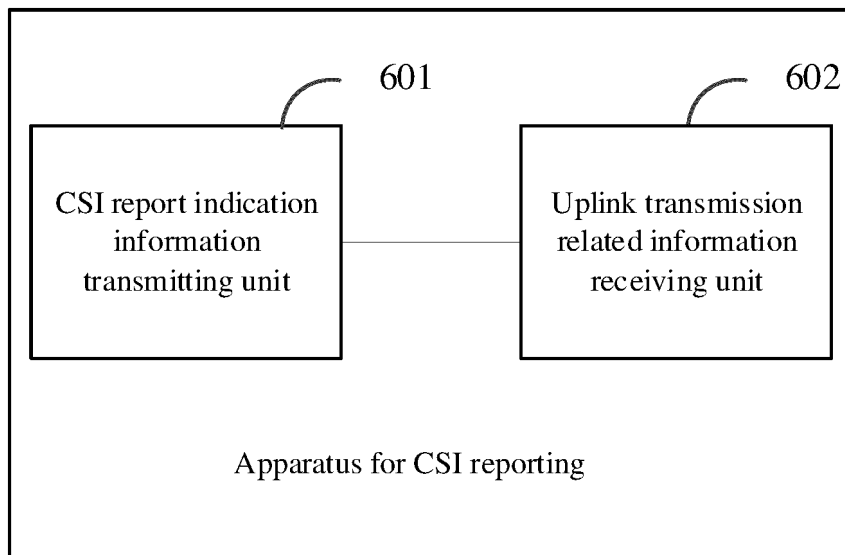 601
602
CSI report indication
information
transmitting unit
Uplink transmission
related information
receiving unit
Apparatus for CSI reporting